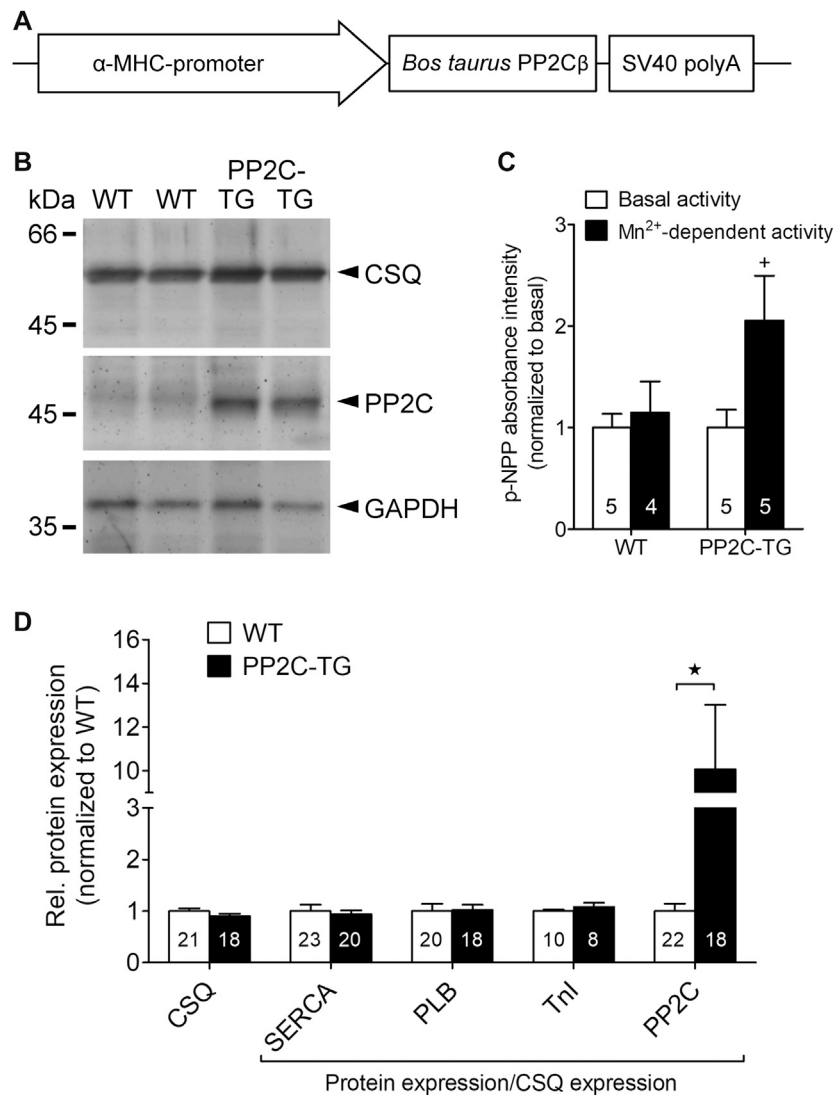 A
α-MHC-promoter
Bos taurus PP2Cβ
SV40 polyA
B
PP2C-
kDa WT WT TG TG
66
CSQ
45
45
PP2C
GAPDH
35
C
Basal activity
Mn2+-dependent activity
p-NPP absorbance intensity
(normalized to basal)
3
2
1
0
+
5 4 5 5
WT PP2C-TG
D
WT
PP2C-TG
Rel. protein expression
(normalized to WT)
16
14
12
10
3
2
1
0
★
21 18 23 20 20 18 10 8 22 18
CSQ SERCA PLB TnI PP2C
Protein expression/CSQ expression